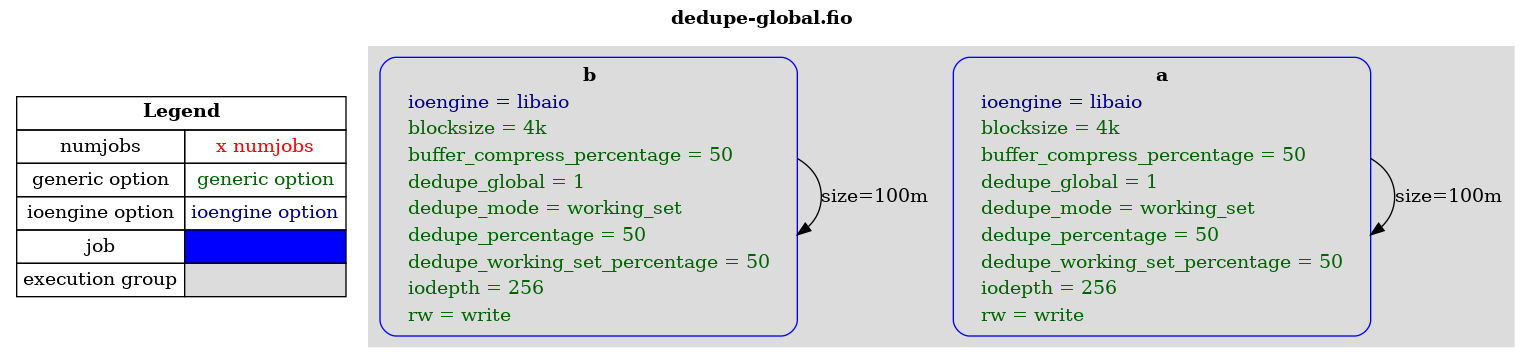 dedupe-global.fio
Legend
numjobs x numjobs
generic option generic option
ioengine option ioengine option
job
execution group
b
ioengine = libaio
blocksize = 4k
buffer_compress_percentage = 50
dedupe_global = 1
dedupe_mode = working_set
dedupe_percentage = 50
dedupe_working_set_percentage = 50
iodepth = 256
rw = write
size=100m
a
ioengine = libaio
blocksize = 4k
buffer_compress_percentage = 50
dedupe_global = 1
dedupe_mode = working_set
dedupe_percentage = 50
dedupe_working_set_percentage = 50
iodepth = 256
rw = write
size=100m